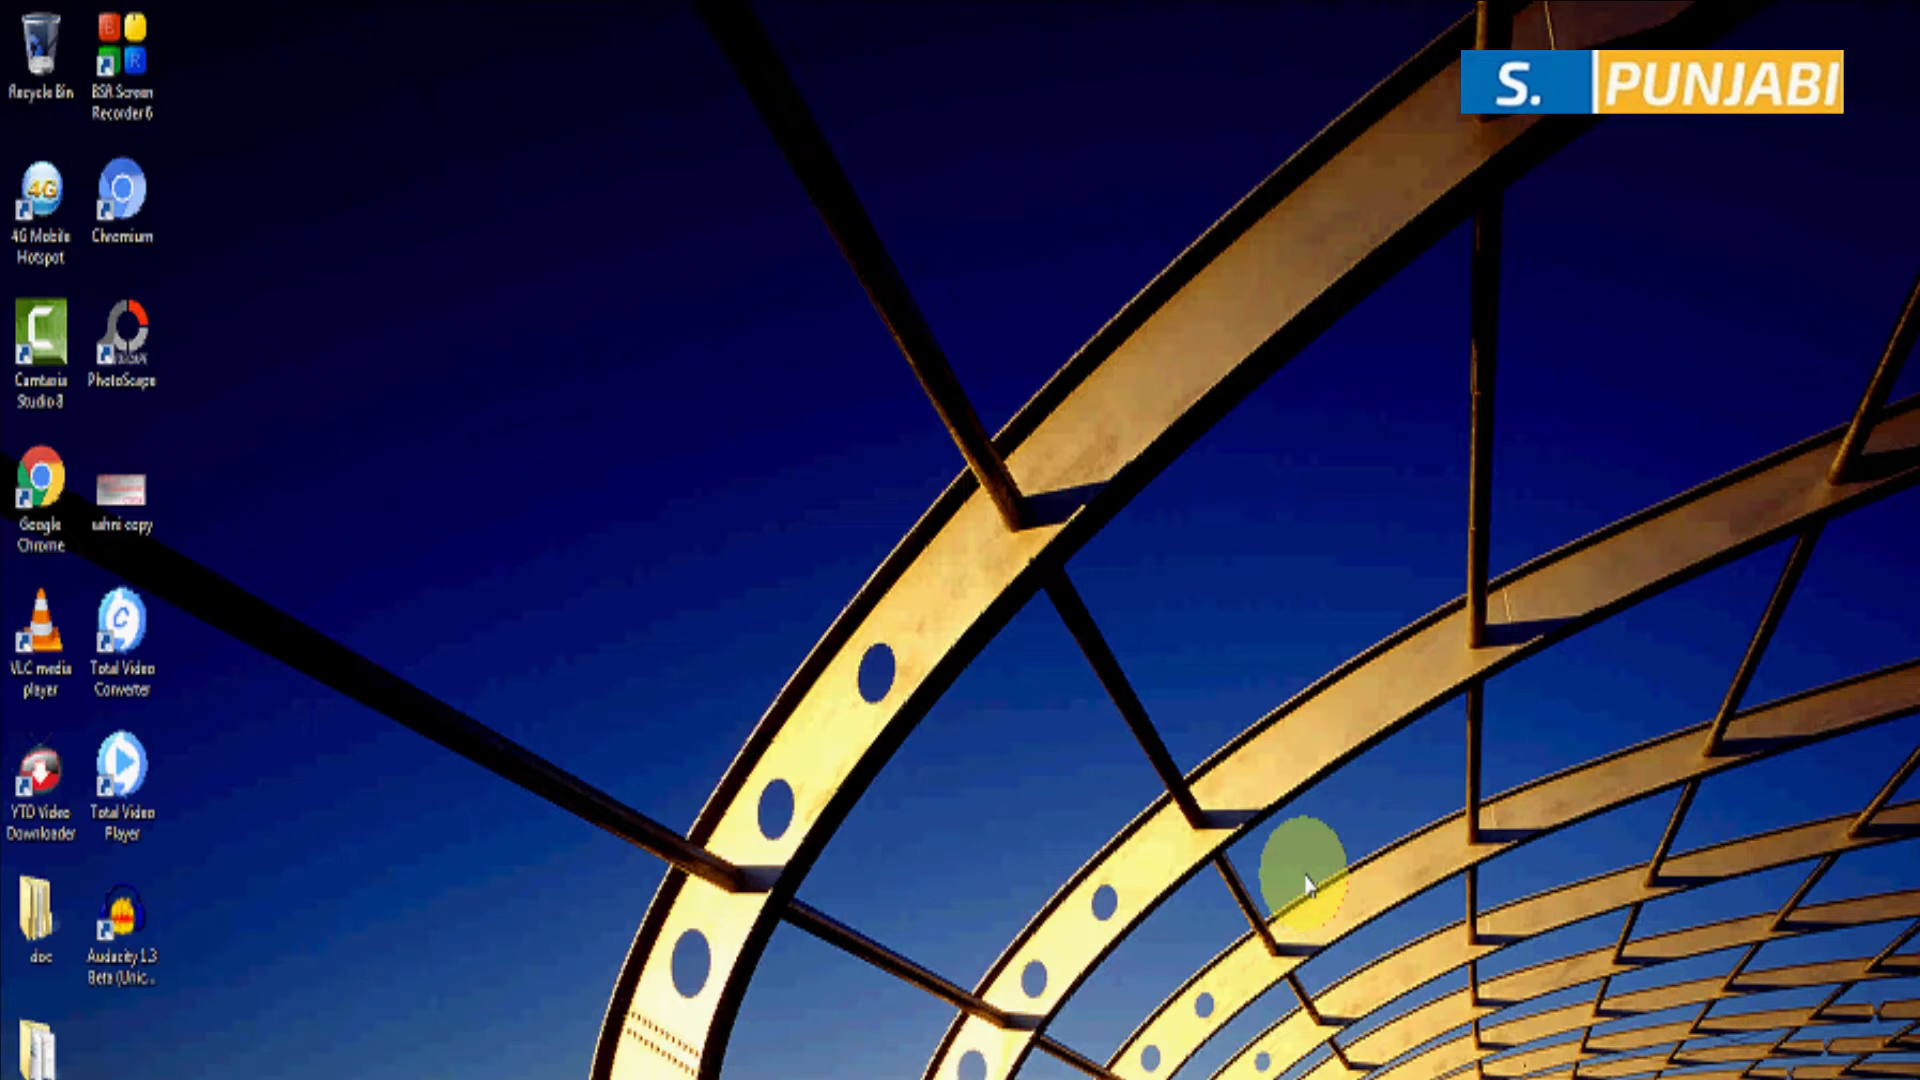 Recycle Bin
BSR Screen
Recorder 6
4G Mobile
Hotspot
Chromium
Camtasia
Studio 8
PhotoScape
Google
Chrome
copy
VLC media
player
Total Video
Converter
YTD Video
Downloader
Total Video
Player
doc
Audacity 1.3
Beta (Unic...
S. PUNJABI